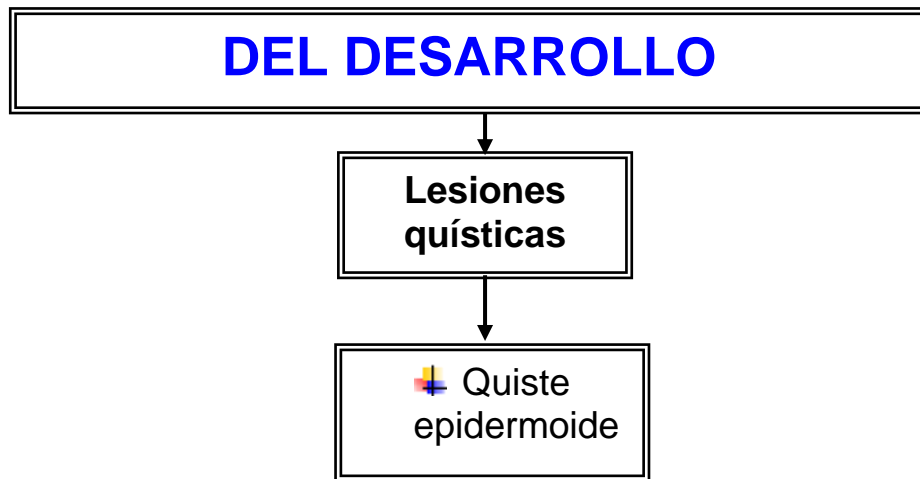 DEL DESARROLLO
Lesiones
quísticas
Quiste
epidermoide